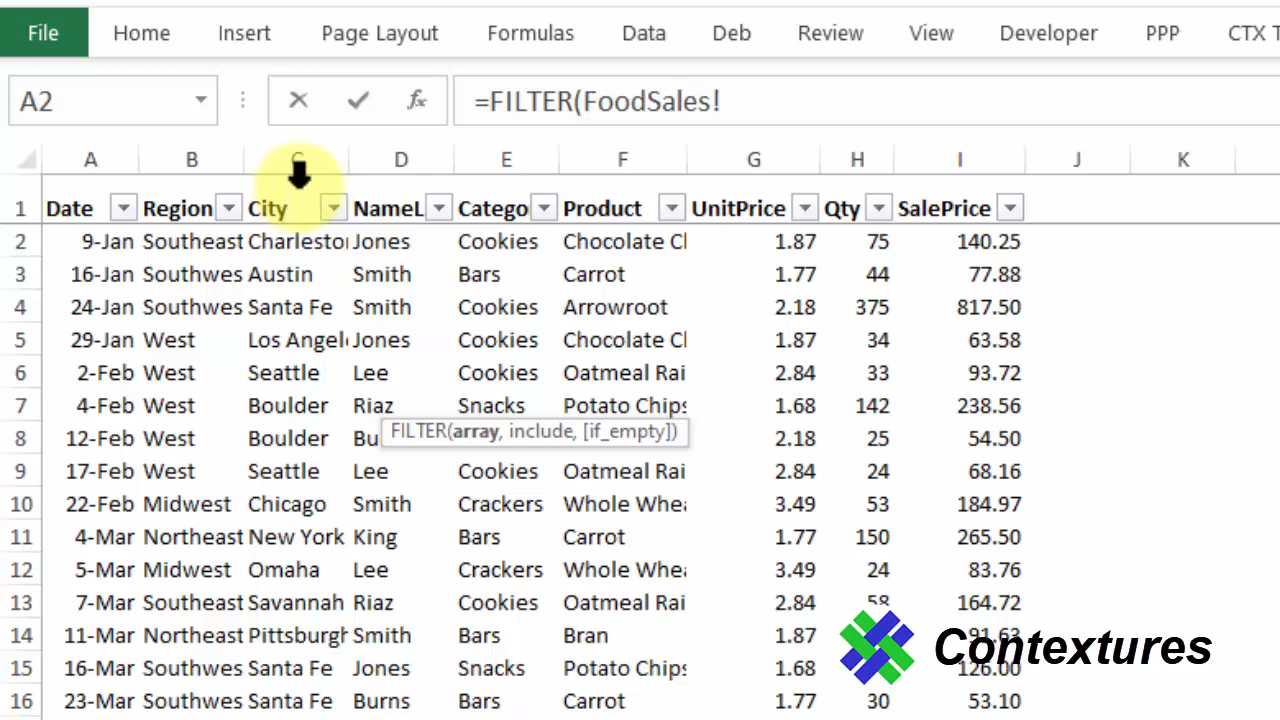 File Home Insert Page Layout Formulas Data Deb Review View Developer PPP CTX T
A2 fx =FILTER(FoodSales!
A B C D E F G H I J K
1 Date Region City NameL Catego Product UnitPrice Qty SalePrice
2 9-Jan Southeast Charlesto Jones Cookies Chocolate C 1.87 75 140.25
3 16-Jan Southwes Austin Smith Bars Carrot 1.77 44 77.88
4 24-Jan Southwes Santa Fe Smith Cookies Arrowroot 2.18 375 817.50
5 29-Jan West Los Angel Jones Cookies Chocolate C 1.87 34 63.58
6 2-Feb West Seattle Lee Cookies Oatmeal Rai 2.84 33 93.72
7 4-Feb West Boulder Riaz Snacks Potato Chips 1.68 142 238.56
FILTER(array, include, [if_empty])
8 12-Feb West Boulder Bu 2.18 25 54.50
9 17-Feb West Seattle Lee Cookies Oatmeal Rai 2.84 24 68.16
10 22-Feb Midwest Chicago Smith Crackers Whole Whe 3.49 53 184.97
11 4-Mar Northeast New York King Bars Carrot 1.77 150 265.50
12 5-Mar Midwest Omaha Lee Crackers Whole Whe 3.49 24 83.76
13 7-Mar Southeast Savannah Riaz Cookies Oatmeal Rai 2.84 58 164.72
14 11-Mar Northeast Pittsburgh Smith Bars Bran 1.87 91.63
Contextures
15 16-Mar Southwes Santa Fe Jones Snacks Potato Chips 1.68 126.00
16 23-Mar Southwes Santa Fe Burns Bars Carrot 1.77 30 53.10